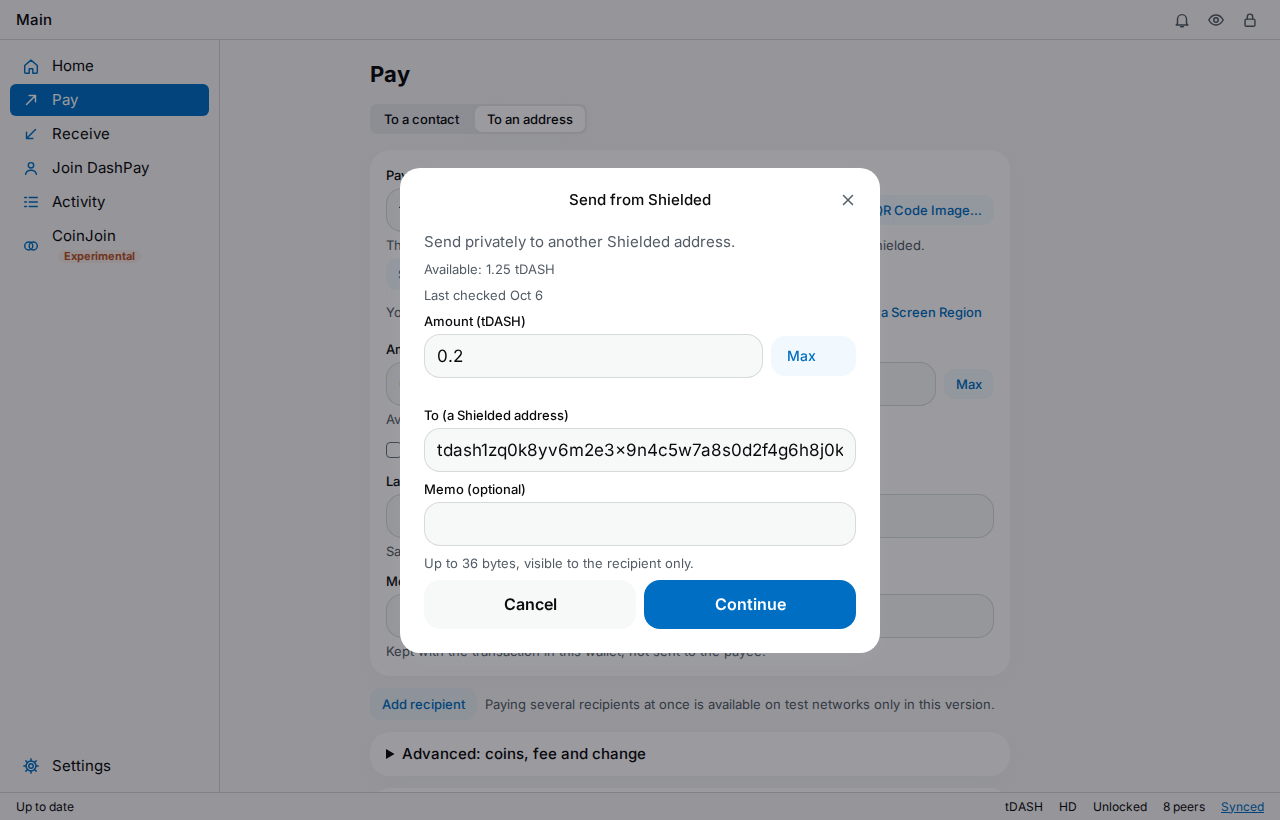 Main
Home
Pay
Receive
Join DashPay
Activity
CoinJoin
Experimental
Settings
Pay
To a contact
To an address
QR Code Image...
a Screen Region
Max
Send from Shielded
Send privately to another Shielded address.
Available: 1.25 tDASH
Last checked Oct 6
Amount (tDASH)
0.2
Max
To (a Shielded address)
tdash1zq0k8yv6m2e3x9n4c5w7a8s0d2f4g6h8j0k
Memo (optional)
Up to 36 bytes, visible to the recipient only.
Cancel
Continue
Kept with the transaction in this wallet, not sent to the payee.
Add recipient
Paying several recipients at once is available on test networks only in this version.
Advanced: coins, fee and change
Up to date
tDASH
HD
Unlocked
8 peers
Synced